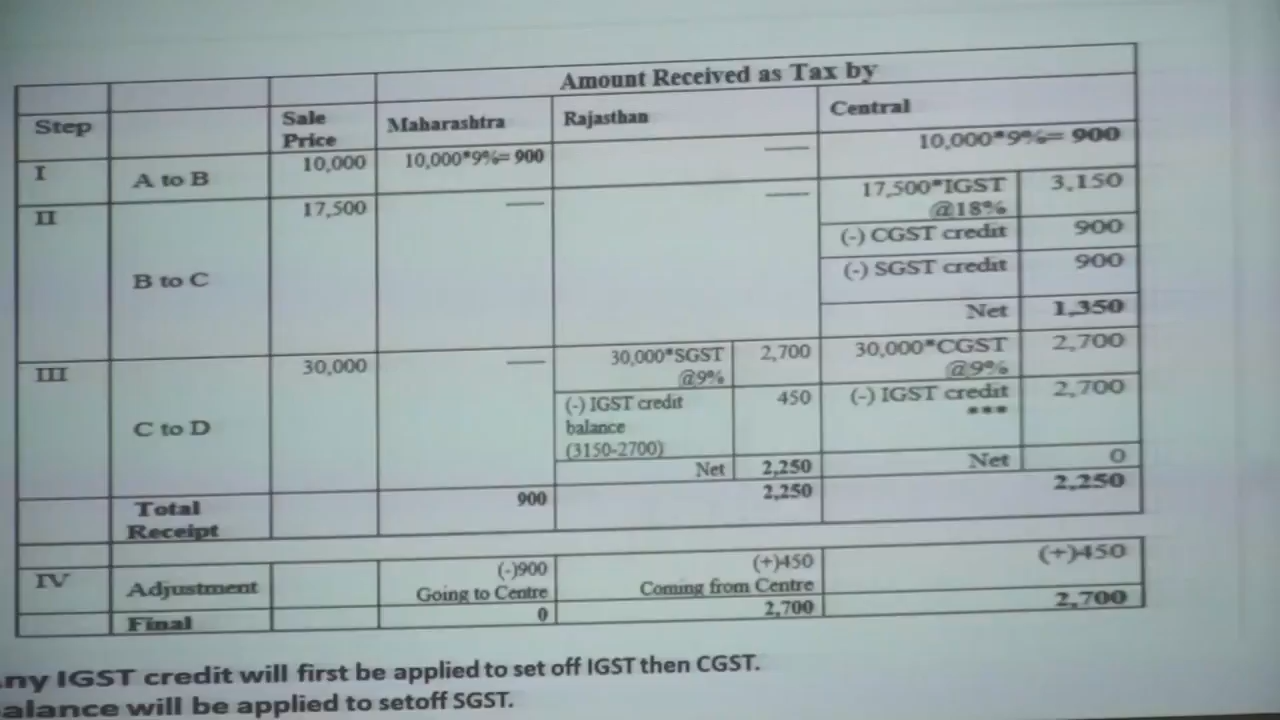 Amount Received as Tax by
Step Sale Price Maharashtra Rajasthan Central
I A to B 10,000 10,000*9%= 900 —— 10,000*9%= 900
II B to C 17,500 —— —— 17,500*IGST @18% 3,150
(-) CGST credit 900
(-) SGST credit 900
Net 1,350
III C to D 30,000 —— 30,000*SGST @9% 2,700 30,000*CGST @9% 2,700
(-) IGST credit balance (3150-2700) 450 (-) IGST credit *** 2,700
Net 2,250 Net 0
Total Receipt 900 2,250 2,250
IV Adjustment (-)900 Going to Centre (+)450 Coming from Centre (+)450
Final 0 2,700 2,700
ny IGST credit will first be applied to set off IGST then CGST.
alance will be applied to setoff SGST.